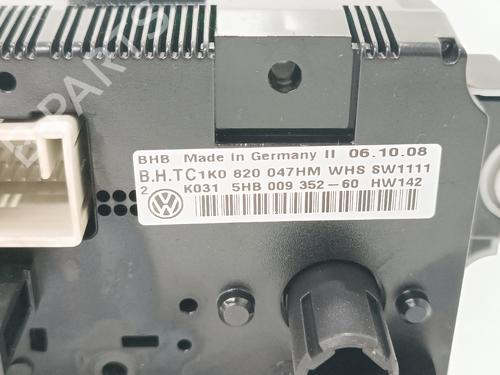 BHB Made in Germany II 06.10.08
B.H.TC1K0 820 047HM WHS SW1111
2 K031 5HB 009 352-60 HW142